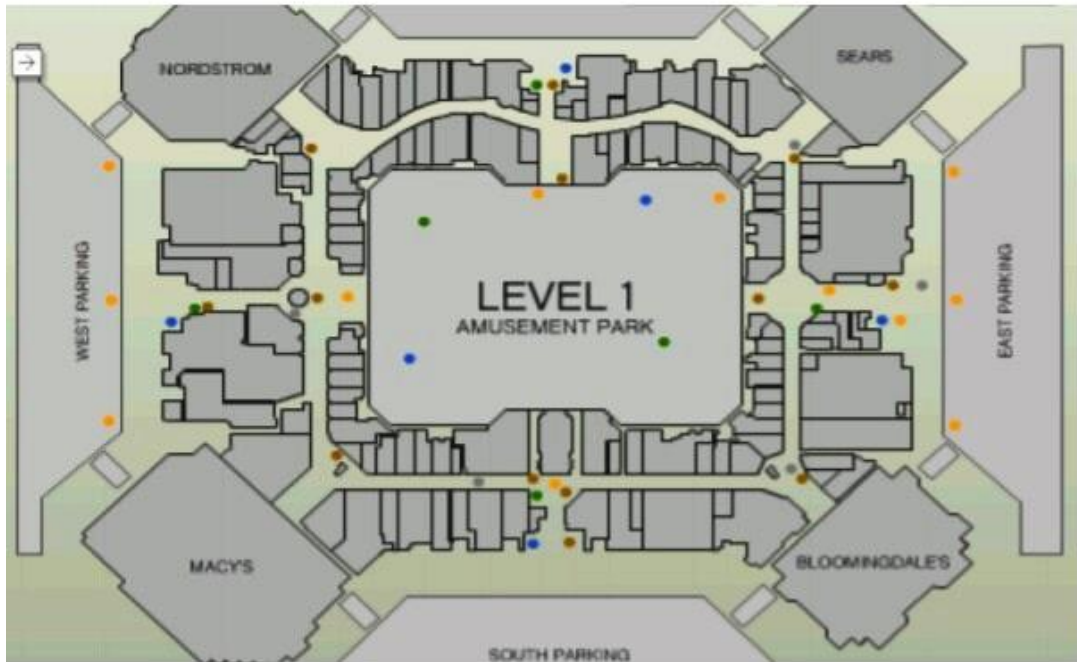 NORDSTROM
SEARS
WEST PARKING
LEVEL 1
AMUSEMENT PARK
EAST PARKING
MACY'S
BLOOMINGDALE'S
SOUTH PARKING